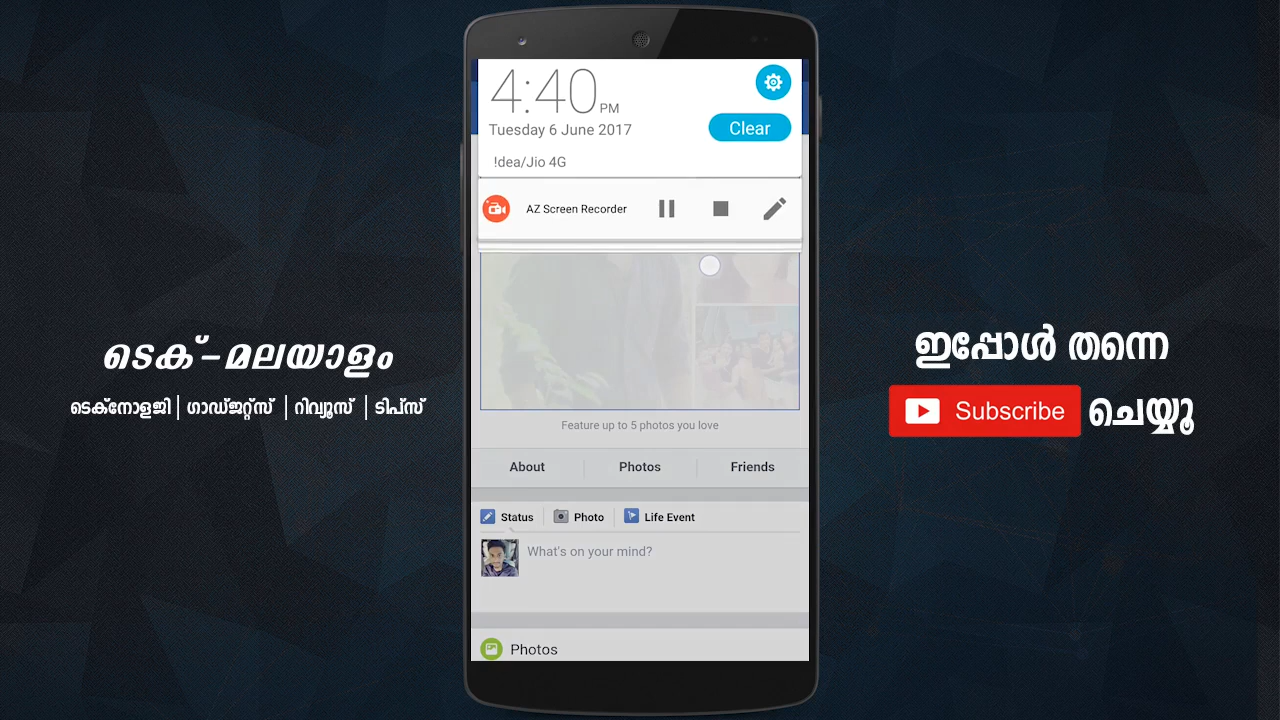 4:40 PM
Tuesday 6 June 2017
Clear
!dea/Jio 4G
AZ Screen Recorder
Feature up to 5 photos you love
About
Photos
Friends
Status
Photo
Life Event
What's on your mind?
Photos
ടെക്-മലയാളം
ടെക്നോളജി | ഗാഡ്ജറ്റ്സ് | റിവ്യൂസ് | ടിപ്സ്
ഇപ്പോൾ തന്നെ
Subscribe ചെയ്യൂ